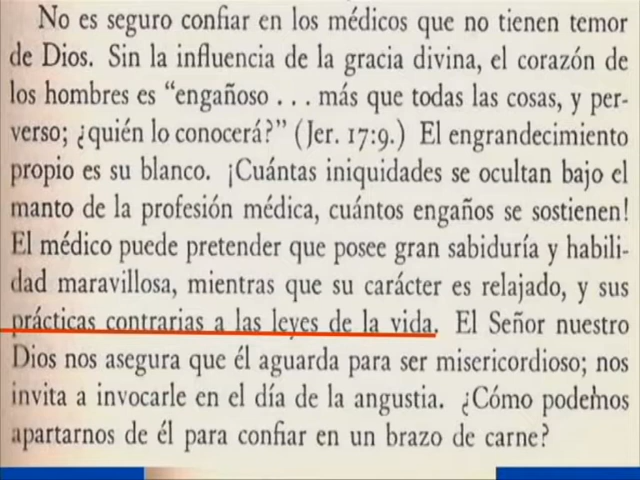 No es seguro confiar en los médicos que no tienen temor
de Dios. Sin la influencia de la gracia divina, el corazón de
los hombres es “engañoso . . . más que todas las cosas, y per-
verso; ¿quién lo conocerá?” (Jer. 17:9.) El engrandecimiento
propio es su blanco. ¡Cuántas iniquidades se ocultan bajo el
manto de la profesión médica, cuántos engaños se sostienen!
El médico puede pretender que posee gran sabiduría y habili-
dad maravillosa, mientras que su carácter es relajado, y sus
prácticas contrarias a las leyes de la vida. El Señor nuestro
Dios nos asegura que él aguarda para ser misericordioso; nos
invita a invocarle en el día de la angustia. ¿Cómo podemos
apartarnos de él para confiar en un brazo de carne?